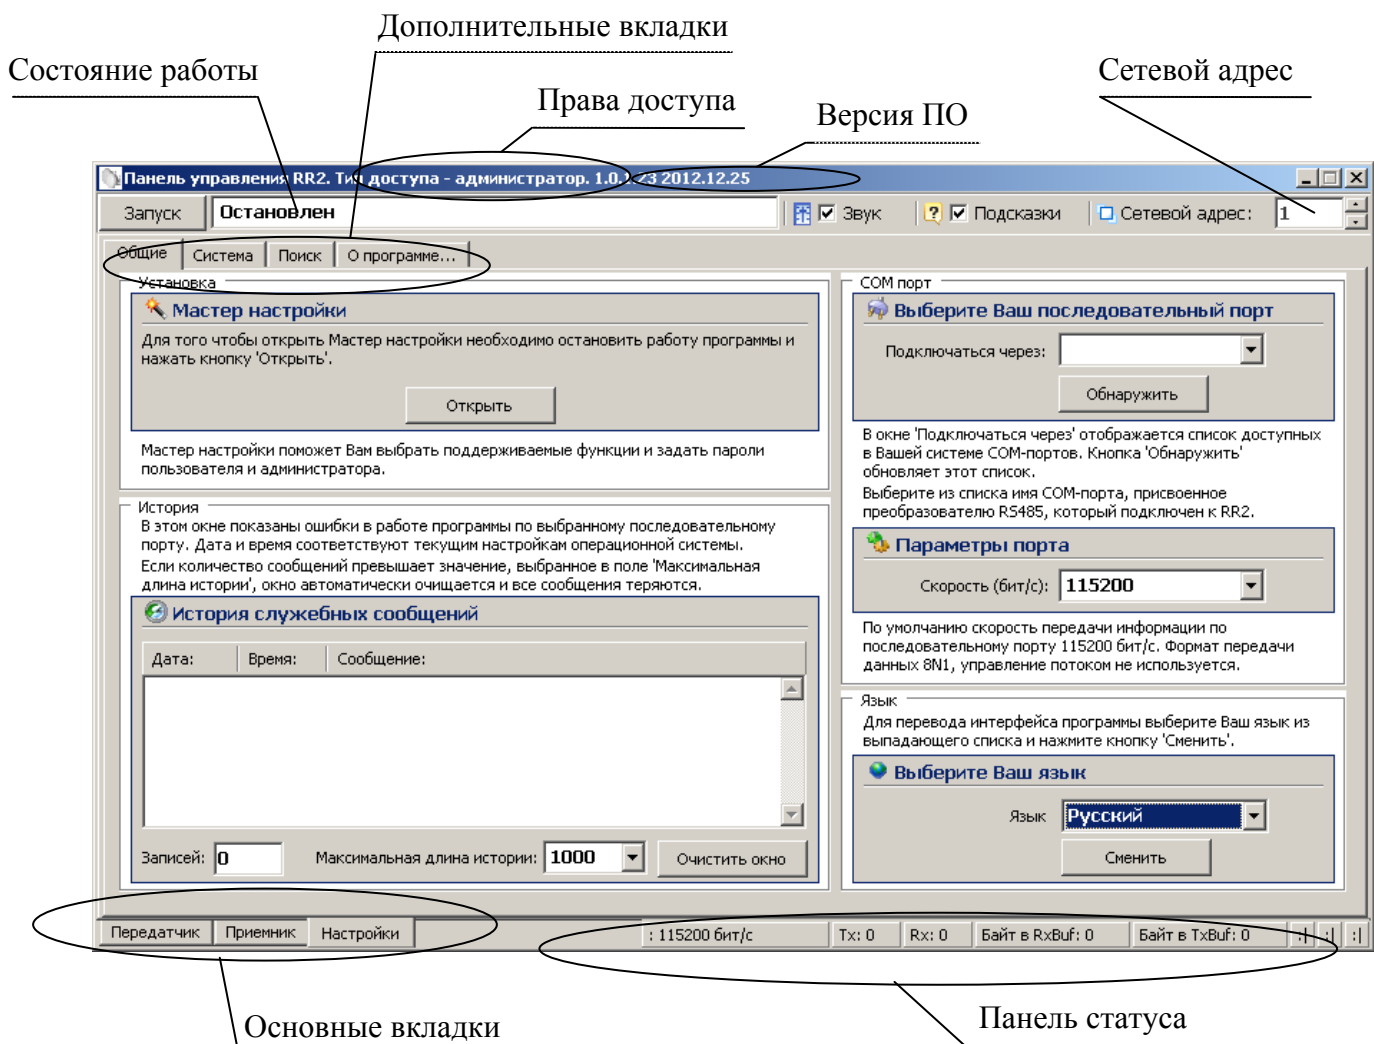 Дополнительные вкладки
Состояние работы
Сетевой адрес
Права доступа
Версия ПО
Панель управления RR2. Тип доступа - администратор. 1.0.1.23 2012.12.25
Запуск
Остановлен
Звук
Подсказки
Сетевой адрес:
1
Общие
Система
Поиск
О программе...
Установка
Мастер настройки
Для того чтобы открыть Мастер настройки необходимо остановить работу программы и
нажать кнопку 'Открыть'.
Открыть
Мастер настройки поможет Вам выбрать поддерживаемые функции и задать пароли
пользователя и администратора.
История
В этом окне показаны ошибки в работе программы по выбранному последовательному
порту. Дата и время соответствуют текущим настройкам операционной системы.
Если количество сообщений превышает значение, выбранное в поле 'Максимальная
длина истории', окно автоматически очищается и все сообщения теряются.
История служебных сообщений
Дата:
Время:
Сообщение:
Записей:
0
Максимальная длина истории:
1000
Очистить окно
COM порт
Выберите Ваш последовательный порт
Подключаться через:
Обнаружить
В окне 'Подключаться через' отображается список доступных
в Вашей системе COM-портов. Кнопка 'Обнаружить'
обновляет этот список.
Выберите из списка имя COM-порта, присвоенное
преобразователю RS485, который подключен к RR2.
Параметры порта
Скорость (бит/с):
115200
По умолчанию скорость передачи информации по
последовательному порту 115200 бит/с. Формат передачи
данных 8N1, управление потоком не используется.
Язык
Для перевода интерфейса программы выберите Ваш язык из
выпадающего списка и нажмите кнопку 'Сменить'.
Выберите Ваш язык
Язык
Русский
Сменить
Передатчик
Приемник
Настройки
: 115200 бит/с
Tx: 0
Rx: 0
Байт в RxBuf: 0
Байт в TxBuf: 0
:|
:|
:|
Основные вкладки
Панель статуса